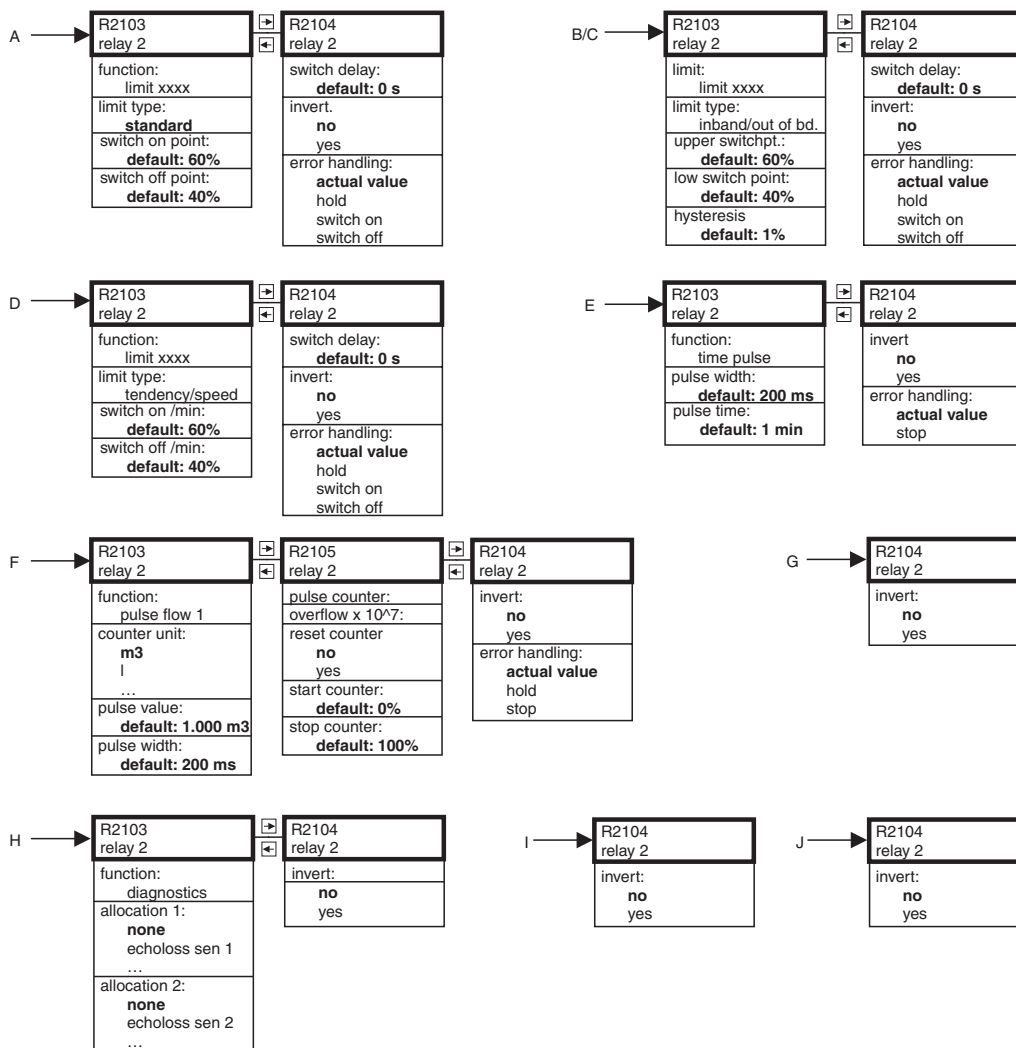 A
R2103
relay 2
function:
limit xxxx
limit type:
standard
switch on point:
default: 60%
switch off point:
default: 40%
R2104
relay 2
switch delay:
default: 0 s
invert.
no
yes
error handling:
actual value
hold
switch on
switch off
B/C
R2103
relay 2
limit:
limit xxxx
limit type:
inband/out of bd.
upper switchpt.:
default: 60%
low switch point:
default: 40%
hysteresis
default: 1%
R2104
relay 2
switch delay:
default: 0 s
invert:
no
yes
error handling:
actual value
hold
switch on
switch off
D
R2103
relay 2
function:
limit xxxx
limit type:
tendency/speed
switch on /min:
default: 60%
switch off /min:
default: 40%
R2104
relay 2
switch delay:
default: 0 s
invert:
no
yes
error handling:
actual value
hold
switch on
switch off
E
R2103
relay 2
function:
time pulse
pulse width:
default: 200 ms
pulse time:
default: 1 min
R2104
relay 2
invert
no
yes
error handling:
actual value
stop
F
R2103
relay 2
function:
pulse flow 1
counter unit:
m3
l
…
pulse value:
default: 1.000 m3
pulse width:
default: 200 ms
R2105
relay 2
pulse counter:
overflow x 10^7:
reset counter
no
yes
start counter:
default: 0%
stop counter:
default: 100%
R2104
relay 2
invert:
no
yes
error handling:
actual value
hold
stop
G
R2104
relay 2
invert:
no
yes
H
R2103
relay 2
function:
diagnostics
allocation 1:
none
echoloss sen 1
…
allocation 2:
none
echoloss sen 2
…
R2104
relay 2
invert:
no
yes
I
R2104
relay 2
invert:
no
yes
J
R2104
relay 2
invert:
no
yes